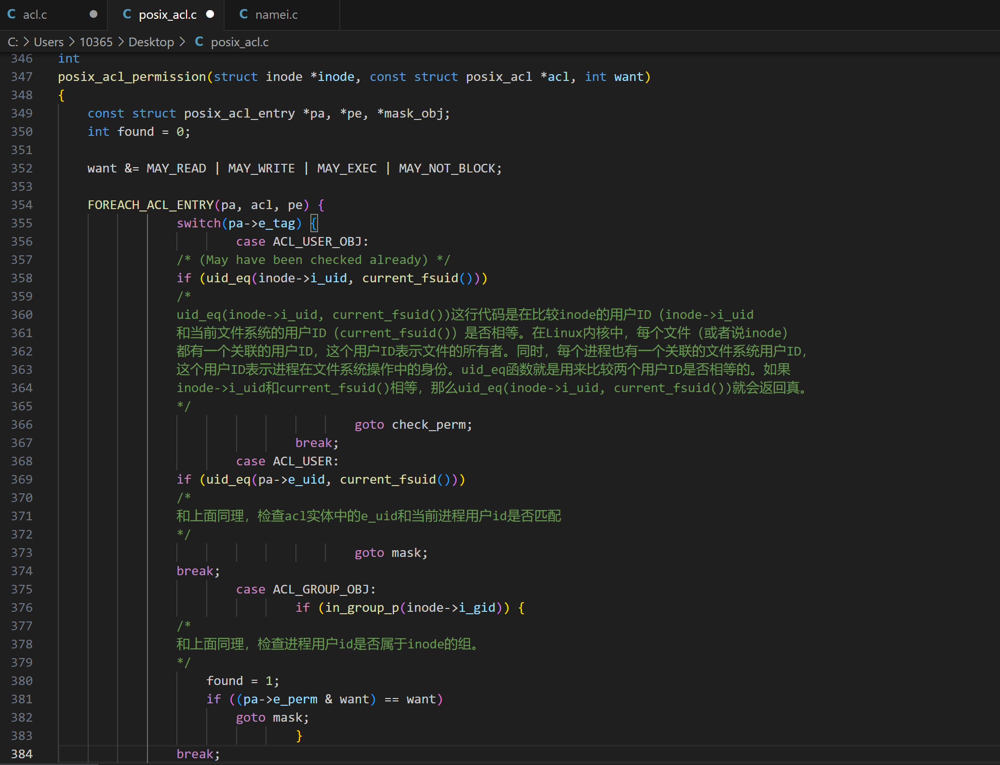 C acl.c ●
C posix_acl.c ●
C namei.c
C: > Users > 10365 > Desktop > C posix_acl.c
346 int
347 posix_acl_permission(struct inode *inode, const struct posix_acl *acl, int want)
348 {
349 const struct posix_acl_entry *pa, *pe, *mask_obj;
350 int found = 0;
351
352 want &= MAY_READ | MAY_WRITE | MAY_EXEC | MAY_NOT_BLOCK;
353
354 FOREACH_ACL_ENTRY(pa, acl, pe) {
355 switch(pa->e_tag) {
356 case ACL_USER_OBJ:
357 /* (May have been checked already) */
358 if (uid_eq(inode->i_uid, current_fsuid()))
359 /*
360 uid_eq(inode->i_uid, current_fsuid())这行代码是在比较inode的用户ID（inode->i_uid
361 和当前文件系统的用户ID（current_fsuid()）是否相等。在Linux内核中，每个文件（或者说inode）
362 都有一个关联的用户ID，这个用户ID表示文件的所有者。同时，每个进程也有一个关联的文件系统用户ID，
363 这个用户ID表示进程在文件系统操作中的身份。uid_eq函数就是用来比较两个用户ID是否相等的。如果
364 inode->i_uid和current_fsuid()相等，那么uid_eq(inode->i_uid, current_fsuid())就会返回真。
365 */
366 goto check_perm;
367 break;
368 case ACL_USER:
369 if (uid_eq(pa->e_uid, current_fsuid()))
370 /*
371 和上面同理，检查acl实体中的e_uid和当前进程用户id是否匹配
372 */
373 goto mask;
374 break;
375 case ACL_GROUP_OBJ:
376 if (in_group_p(inode->i_gid)) {
377 /*
378 和上面同理，检查进程用户id是否属于inode的组。
379 */
380 found = 1;
381 if ((pa->e_perm & want) == want)
382 goto mask;
383 }
384 break;